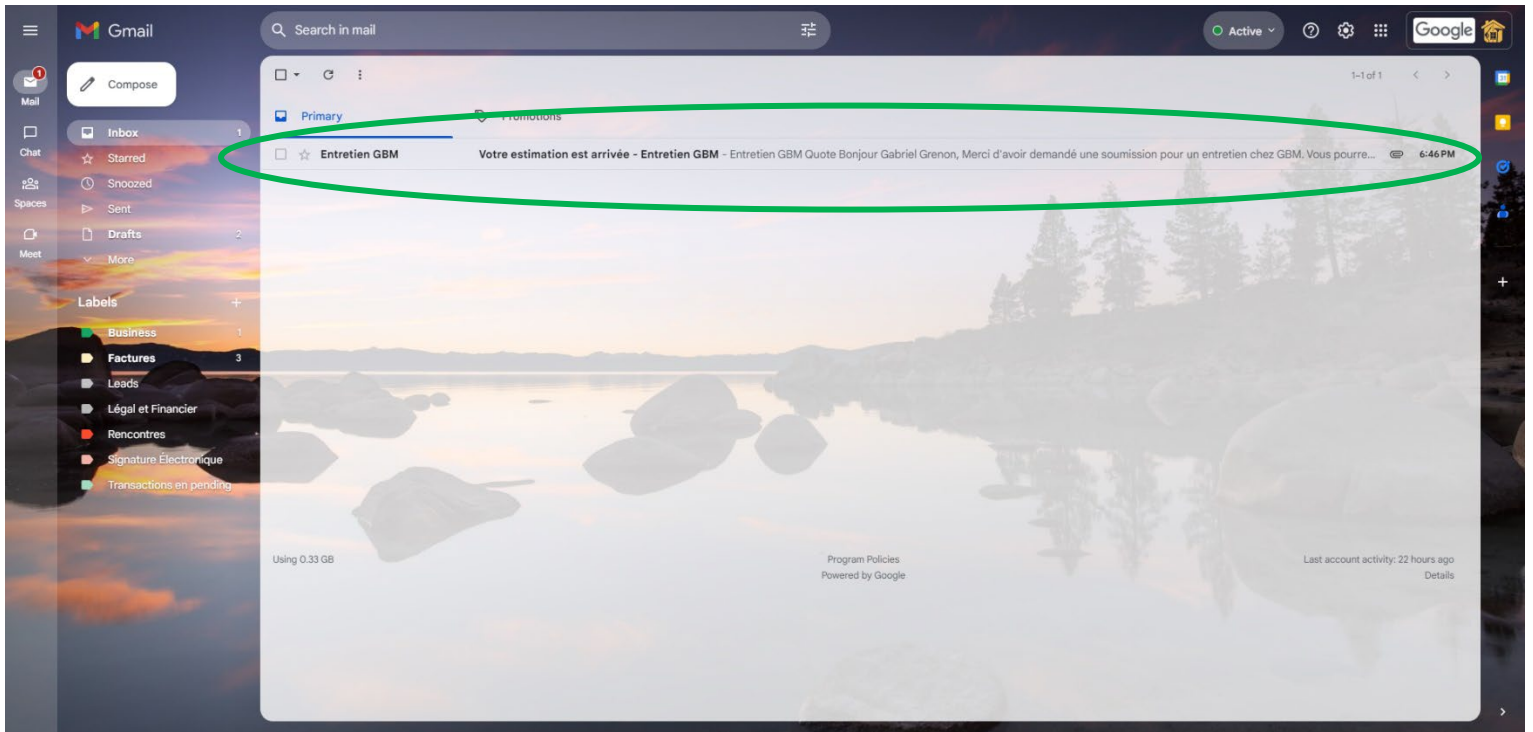 Gmail
Search in mail
Active
Google
1
Mail
Compose
1–1 of 1
Primary
Promotions
Inbox 1
Chat
Starred
Entretien GBM Votre estimation est arrivée - Entretien GBM - Entretien GBM Quote Bonjour Gabriel Grenon, Merci d'avoir demandé une soumission pour un entretien chez GBM. Vous pourre... 6:46 PM
Snoozed
Spaces
Sent
Drafts 2
Meet
More
Labels
Business 1
Factures 3
Leads
Légal et Financier
Rencontres
Signature Électronique
Transactions en pending
Using 0.33 GB
Program Policies
Powered by Google
Last account activity: 22 hours ago
Details